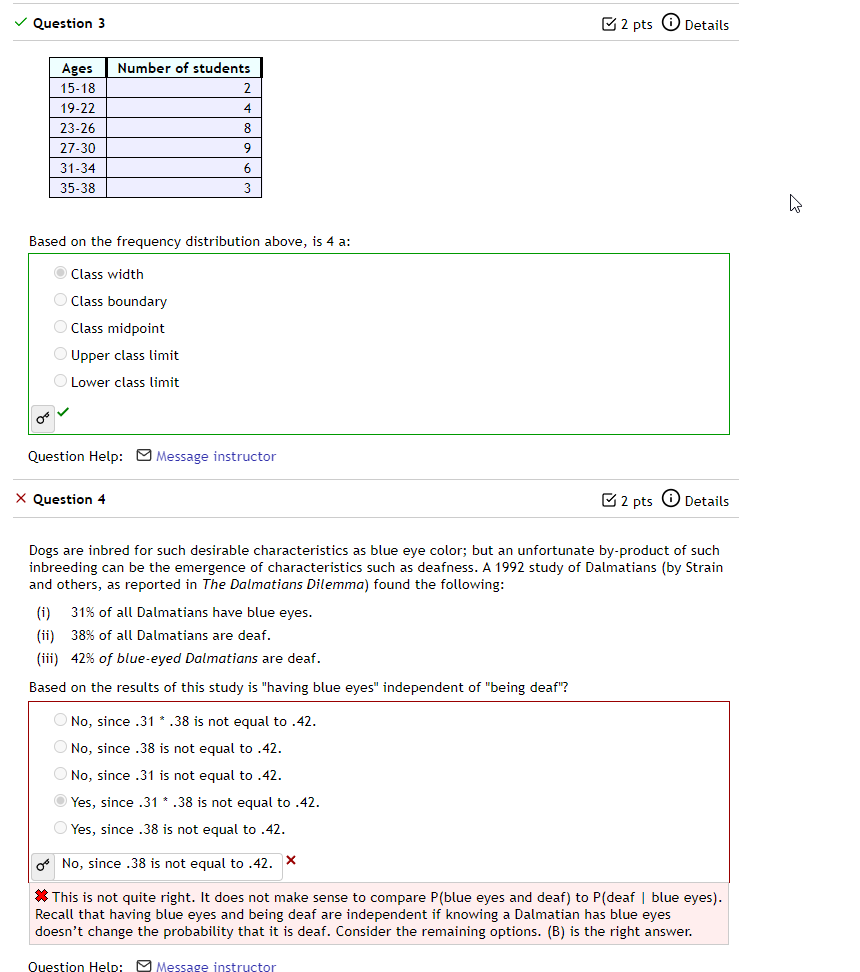 Question 3
2 pts Details
Ages Number of students
15-18 2
19-22 4
23-26 8
27-30 9
31-34 6
35-38 3
Based on the frequency distribution above, is 4 a:
Class width
Class boundary
Class midpoint
Upper class limit
Lower class limit
Question Help: Message instructor
Question 4
2 pts Details
Dogs are inbred for such desirable characteristics as blue eye color; but an unfortunate by-product of such
inbreeding can be the emergence of characteristics such as deafness. A 1992 study of Dalmatians (by Strain
and others, as reported in The Dalmatians Dilemma) found the following:
(i) 31% of all Dalmatians have blue eyes.
(ii) 38% of all Dalmatians are deaf.
(iii) 42% of blue-eyed Dalmatians are deaf.
Based on the results of this study is "having blue eyes" independent of "being deaf"?
No, since .31 * .38 is not equal to .42.
No, since .38 is not equal to .42.
No, since .31 is not equal to .42.
Yes, since .31 * .38 is not equal to .42.
Yes, since .38 is not equal to .42.
No, since .38 is not equal to .42.
This is not quite right. It does not make sense to compare P(blue eyes and deaf) to P(deaf | blue eyes).
Recall that having blue eyes and being deaf are independent if knowing a Dalmatian has blue eyes
doesn't change the probability that it is deaf. Consider the remaining options. (B) is the right answer.
Question Help: Message instructor